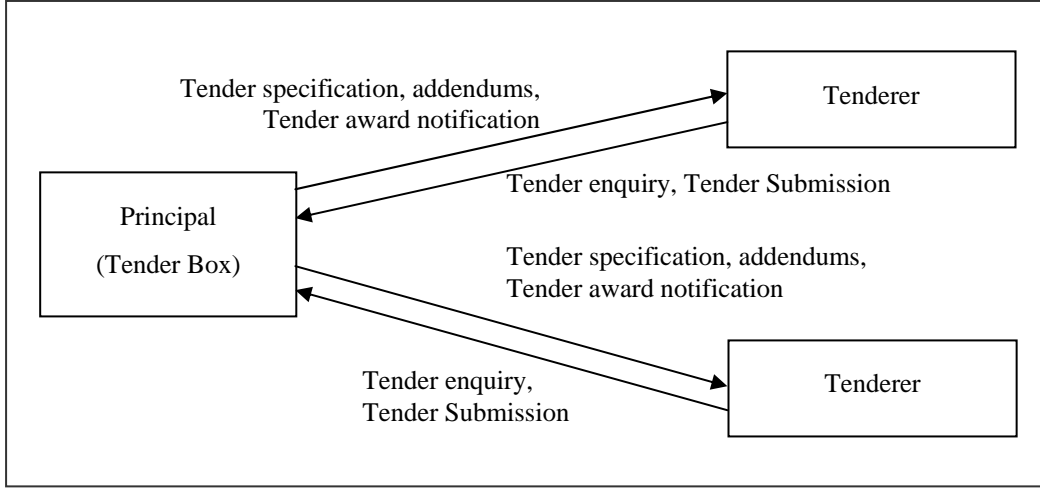 Tender specification, addendums,
Tender award notification
Tenderer
Tender enquiry, Tender Submission
Principal
(Tender Box)
Tender specification, addendums,
Tender award notification
Tender enquiry,
Tender Submission
Tenderer